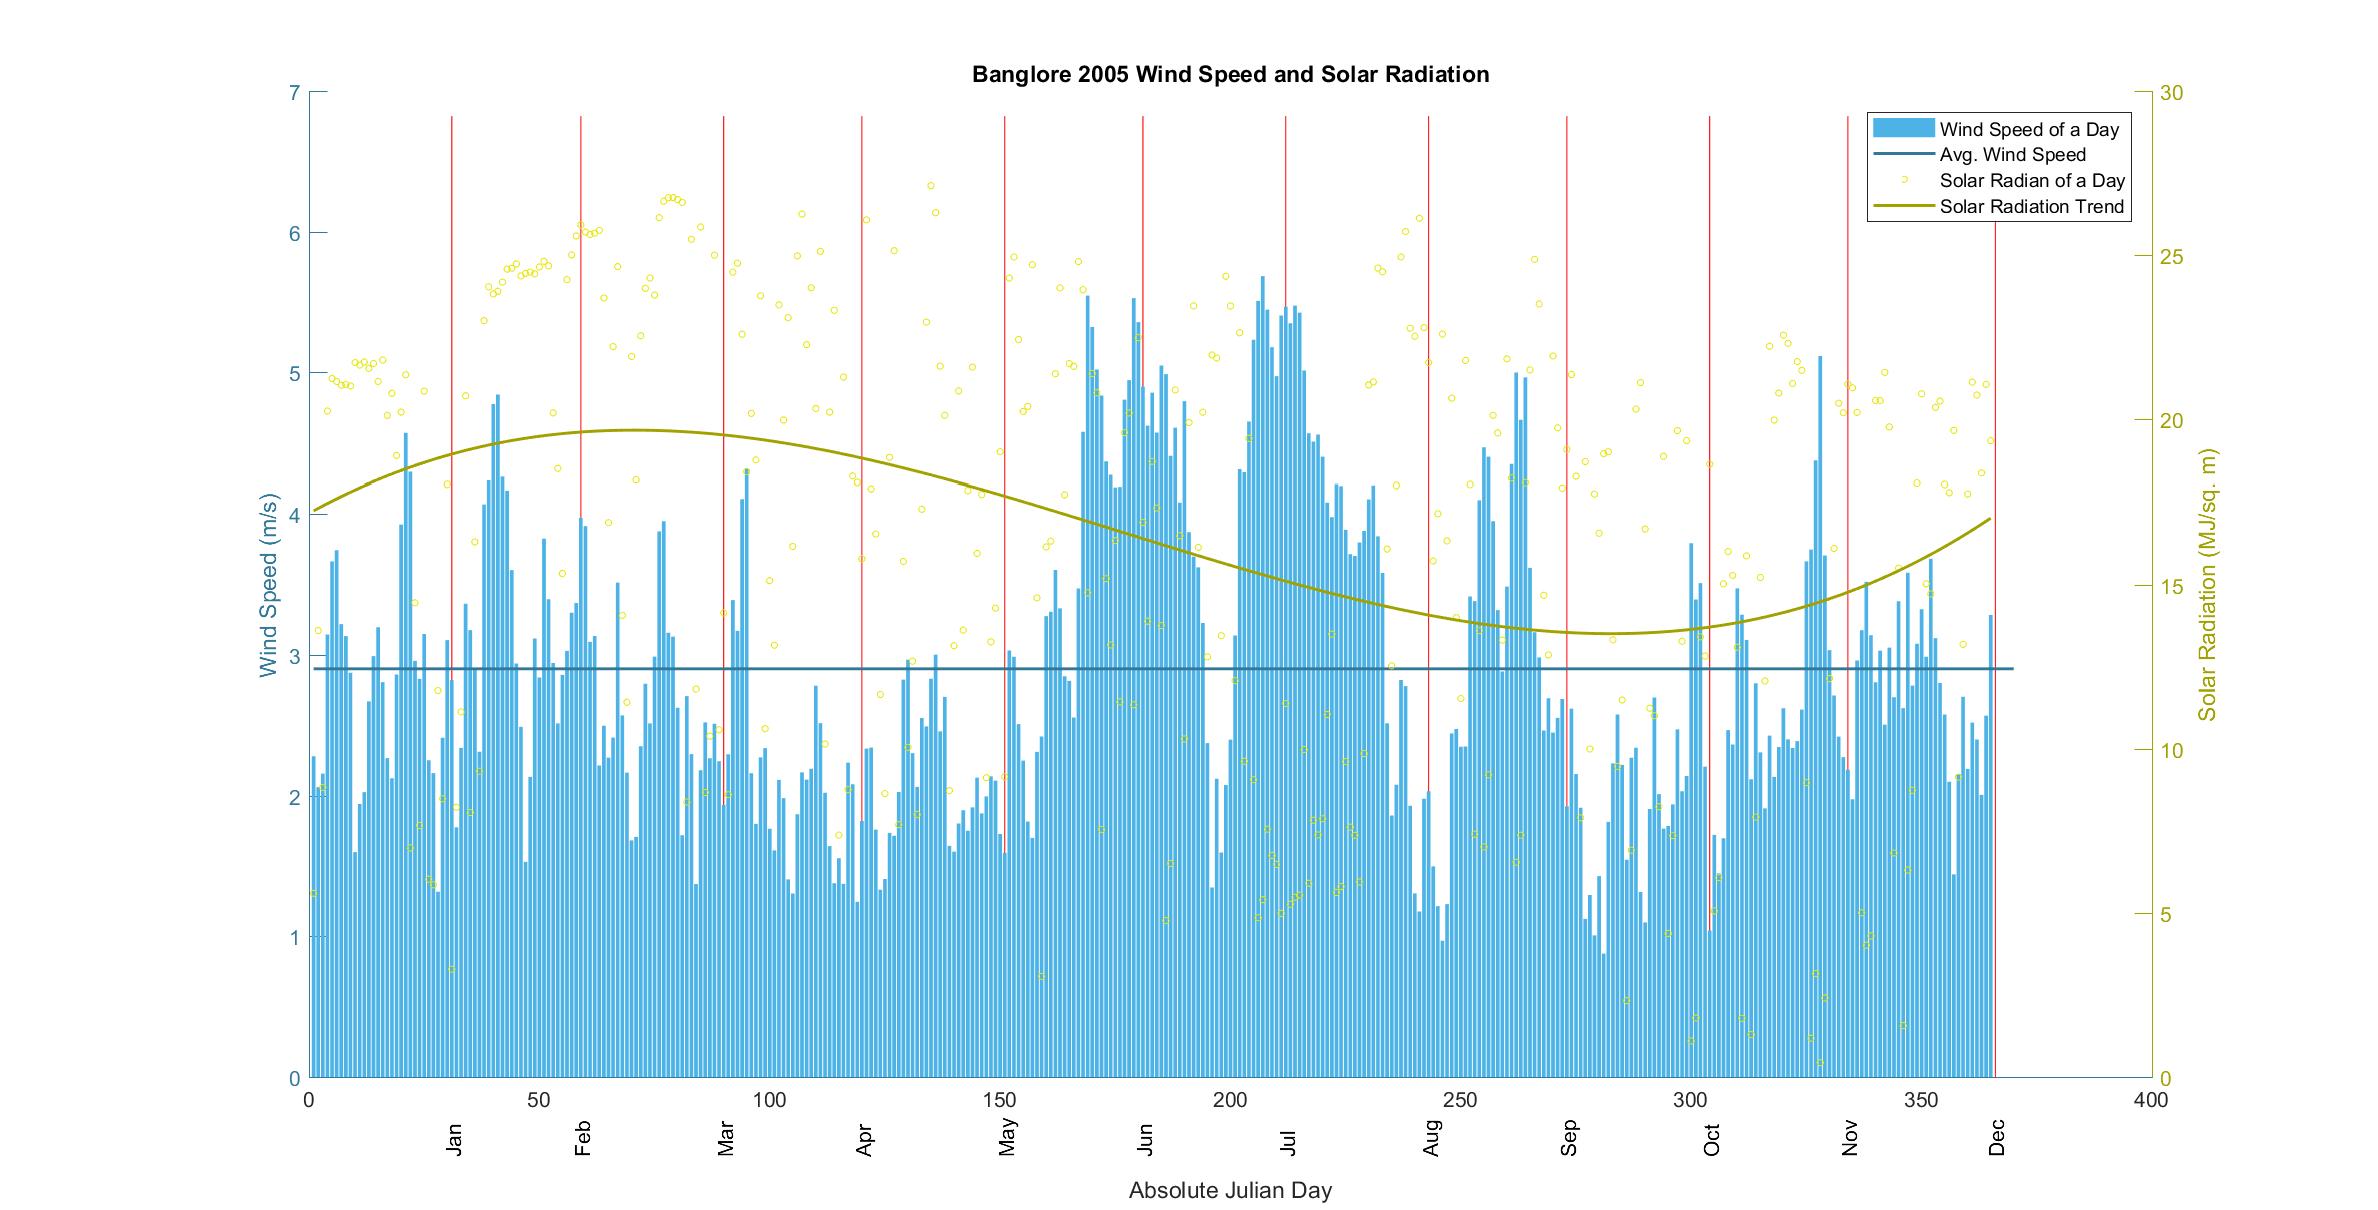 Banglore 2005 Wind Speed and Solar Radiation
7
6
5
4
3
2
1
0
Wind Speed (m/s)
Wind Speed of a Day
Avg. Wind Speed
Solar Radian of a Day
Solar Radiation Trend
30
25
20
15
10
5
0
Solar Radiation (MJ/sq. m)
0 50 100 150 200 250 300 350 400
Jan Feb Mar Apr May Jun Jul Aug Sep Oct Nov Dec
Absolute Julian Day